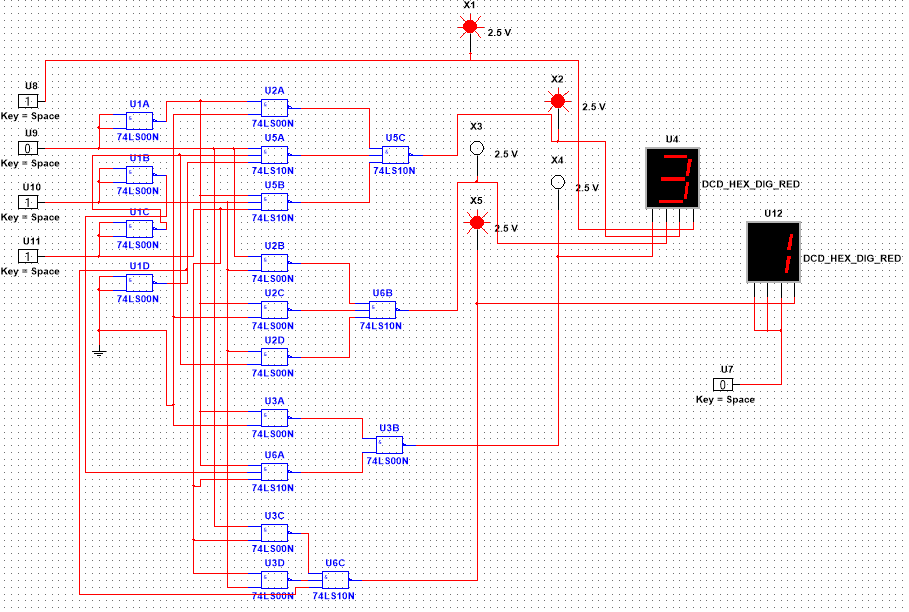 X1
2.5 V
U8
1
Key = Space
U9
0
Key = Space
U10
1
Key = Space
U11
1
Key = Space
U1A
74LS00N
U1B
74LS00N
U1C
74LS00N
U1D
74LS00N
U2A
74LS00N
U5A
74LS10N
U5B
74LS10N
U5C
74LS10N
U2B
74LS00N
U2C
74LS00N
U2D
74LS00N
U6B
74LS10N
U3A
74LS00N
U3B
74LS00N
U6A
74LS10N
U3C
74LS00N
U3D
74LS00N
U6C
74LS10N
X2
2.5 V
X3
2.5 V
X4
2.5 V
X5
2.5 V
U4
3
DCD_HEX_DIG_RED
U12
1
DCD_HEX_DIG_RED
U7
0
Key = Space